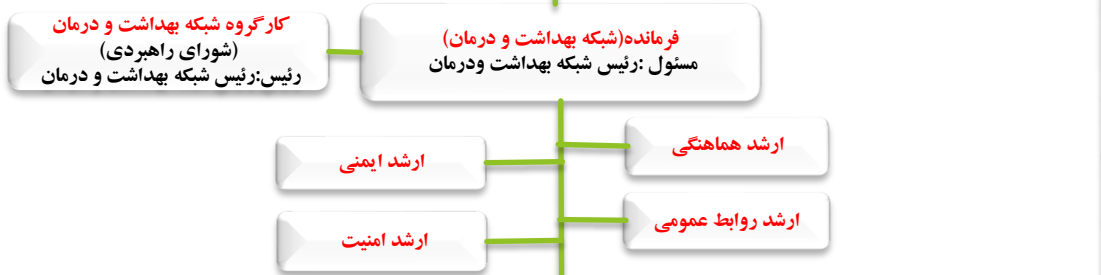 کارگروه شبکه بهداشت و درمان
(شورای راهبردی)
رئیس:رئیس شبکه بهداشت و درمان
فرمانده(شبکه بهداشت و درمان)
مسئول :رئیس شبکه بهداشت ودرمان
ارشد هماهنگی
ارشد ایمنی
ارشد روابط عمومی
ارشد امنیت